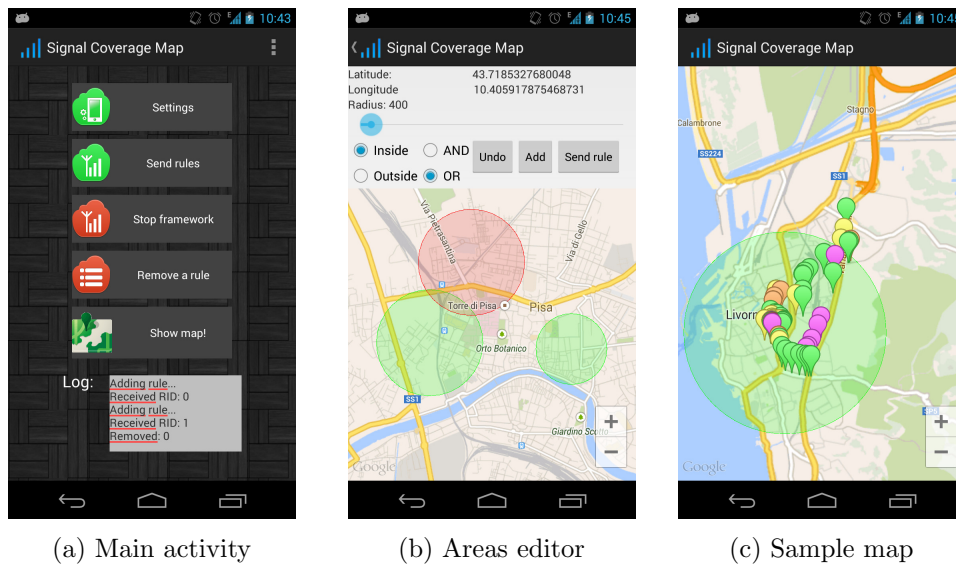 10:43
Signal Coverage Map
Settings
Send rules
Stop framework
Remove a rule
Show map!
Log:
Adding rule...
Received RID: 0
Adding rule...
Received RID: 1
Removed: 0
(a) Main activity
10:45
Signal Coverage Map
Latitude: 43.7185327680048
Longitude 10.405917875468731
Radius: 400
Inside AND
Outside OR
Undo Add Send rule
Via Pietrasantina
Via di Gello
Torre di Pisa
Pisa
Orto Botanico
SS1
Giardino Scotto
+
−
Google
(b) Areas editor
10:45
Signal Coverage Map
Stagno
Calambrone
SS224
SS1
Livorn
SP5
+
−
Google
(c) Sample map